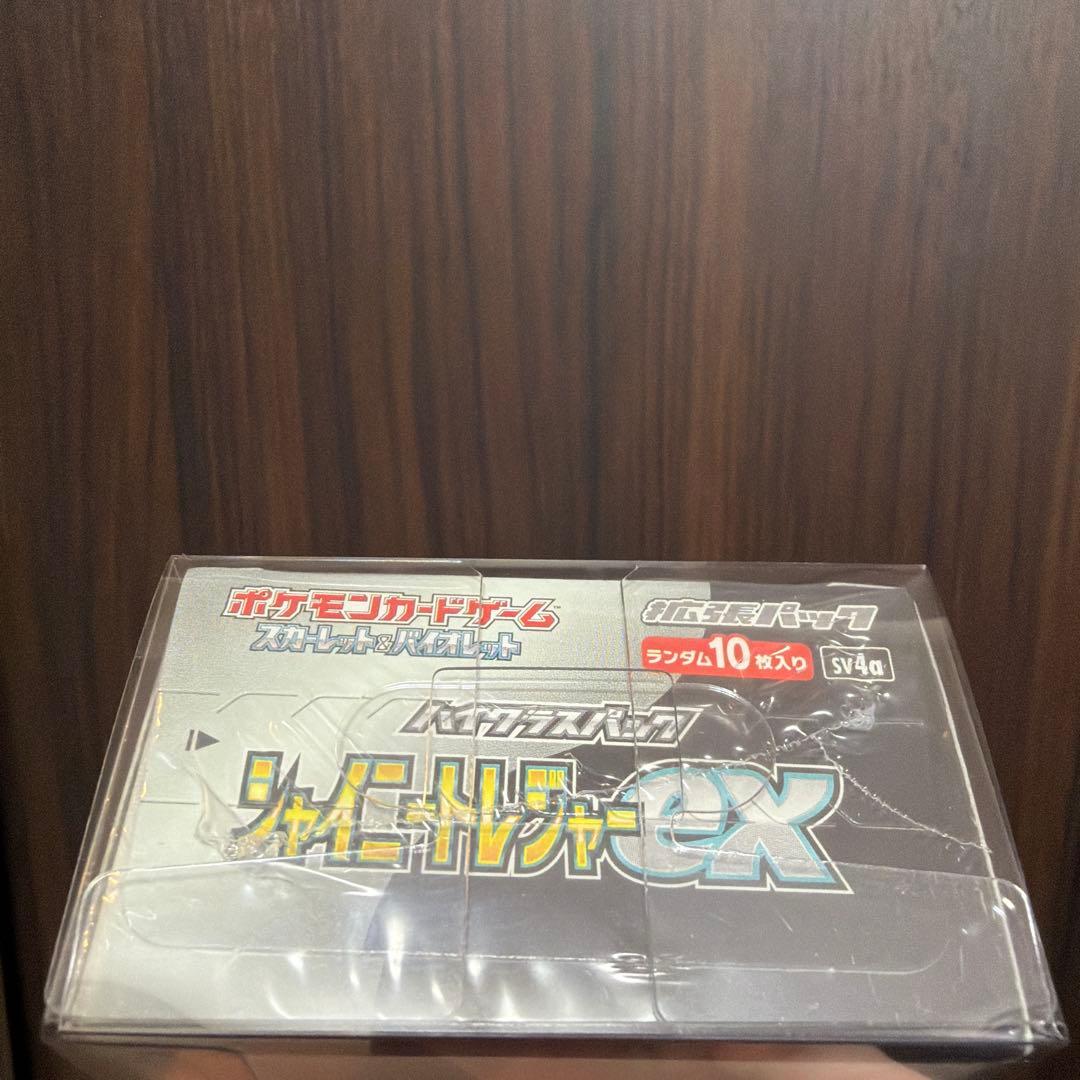 ポケモンカードゲーム™
スカーレット&バイオレット
拡張パック
ランダム10枚入り
SV4a
ハイクラスパック
シャイニートレジャーex